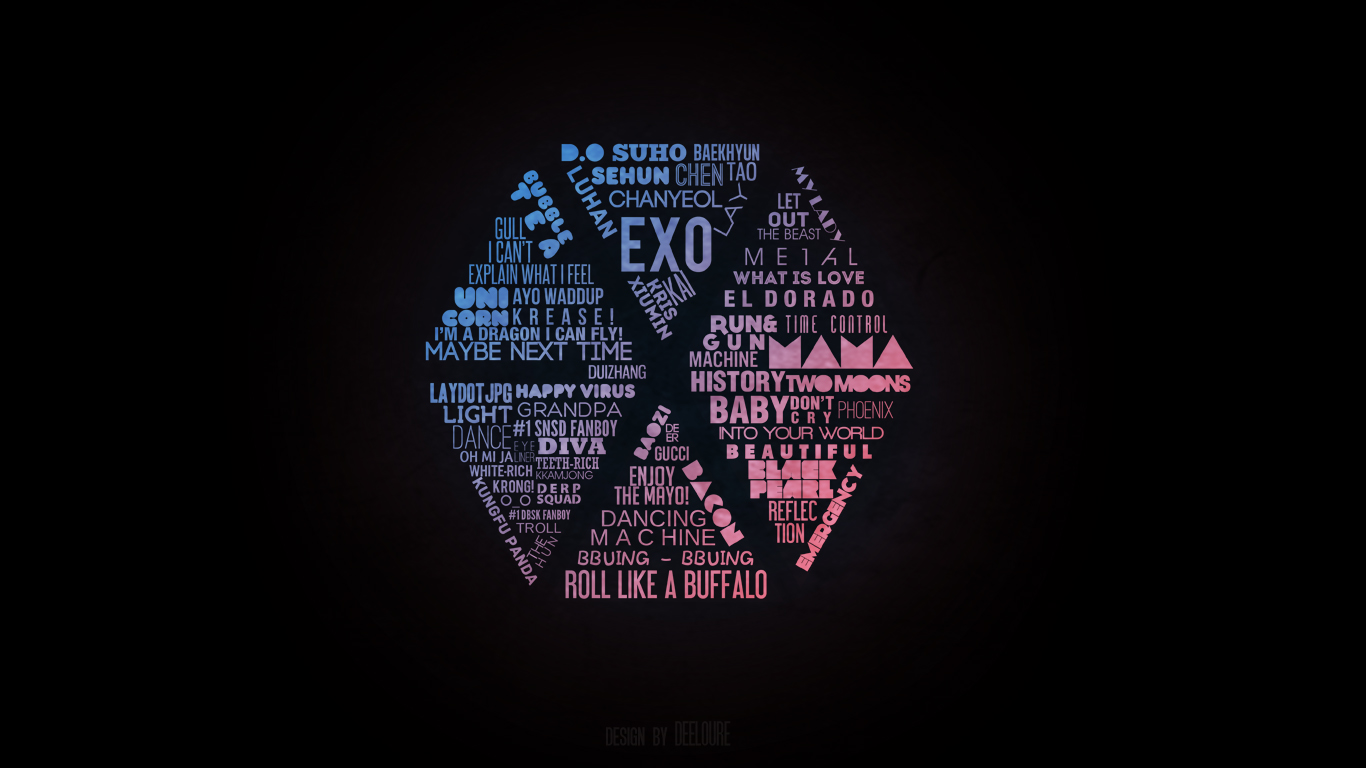 D.O SUHO BAEKHYUN
SEHUN CHEN TAO
LUHAN
CHANYEOL
LAY
EXO
KAI
KRIS
XIUMIN
BUBBLE
TEA
GULL
I CAN'T
EXPLAIN WHAT I FEEL
UNI
CORN
AYO WADDUP
KREASE!
I'M A DRAGON I CAN FLY!
MAYBE NEXT TIME
DUIZHANG
MY LADY
LET
OUT
THE BEAST
METAL
WHAT IS LOVE
EL DORADO
RUN&
GUN
TIME CONTROL
MACHINE
MAMA
HISTORY TWO MOONS
BABY DON'T
CRY
PHOENIX
INTO YOUR WORLD
BEAUTIFUL
BLACK
PEARL
REFLEC
TION
EMERGENCY
LAYDOTJPG HAPPY VIRUS
LIGHT GRANDPA
DANCE #1 SNSD FANBOY
EYE
LINER
DIVA
OH MI JA
TEETH-RICH
WHITE-RICH
KKAMJONG
KRONG! DERP
SQUAD
O_O
#1 DBSK FANBOY
TROLL
THE
HUN
KUNGFU PANDA
BAOZI
DE
ER
GUCCI
BACON
ENJOY
THE MAYO!
DANCING
MACHINE
BBUING - BBUING
ROLL LIKE A BUFFALO
DESIGN BY DEELOURE